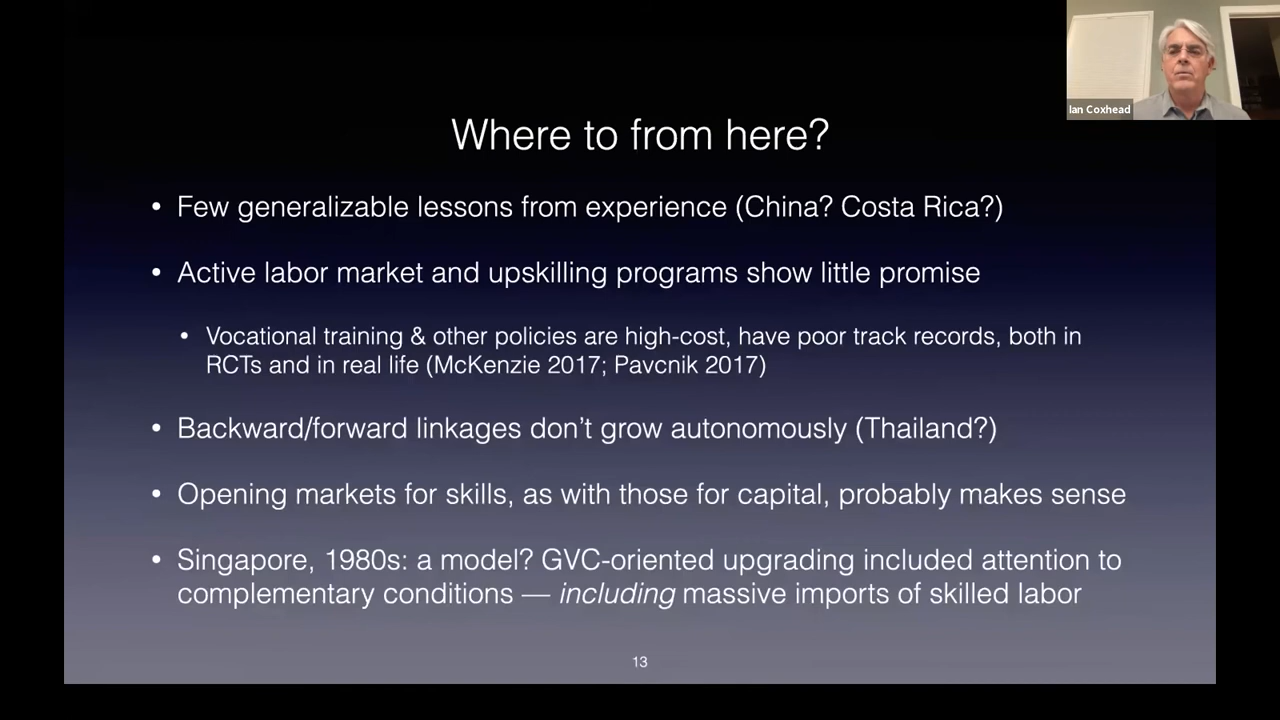 Ian Coxhead
Where to from here?
• Few generalizable lessons from experience (China? Costa Rica?)
• Active labor market and upskilling programs show little promise
• Vocational training & other policies are high-cost, have poor track records, both in
RCTs and in real life (McKenzie 2017; Pavcnik 2017)
• Backward/forward linkages don’t grow autonomously (Thailand?)
• Opening markets for skills, as with those for capital, probably makes sense
• Singapore, 1980s: a model? GVC-oriented upgrading included attention to
complementary conditions — including massive imports of skilled labor
13